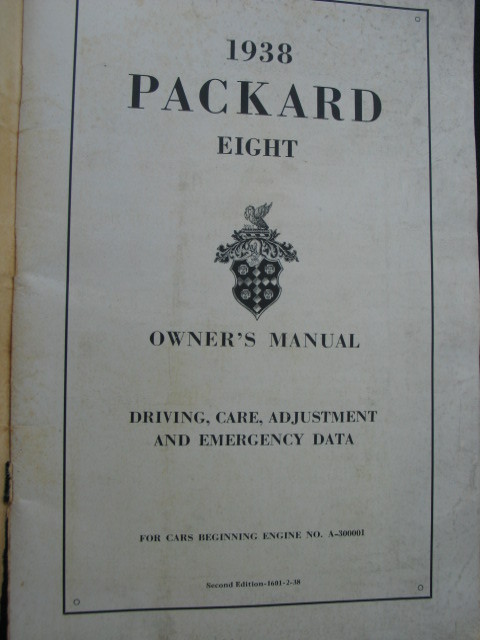 1938
PACKARD
EIGHT
OWNER'S MANUAL
DRIVING, CARE, ADJUSTMENT
AND EMERGENCY DATA
FOR CARS BEGINNING ENGINE NO. A-300001
Second Edition-1601-2-38